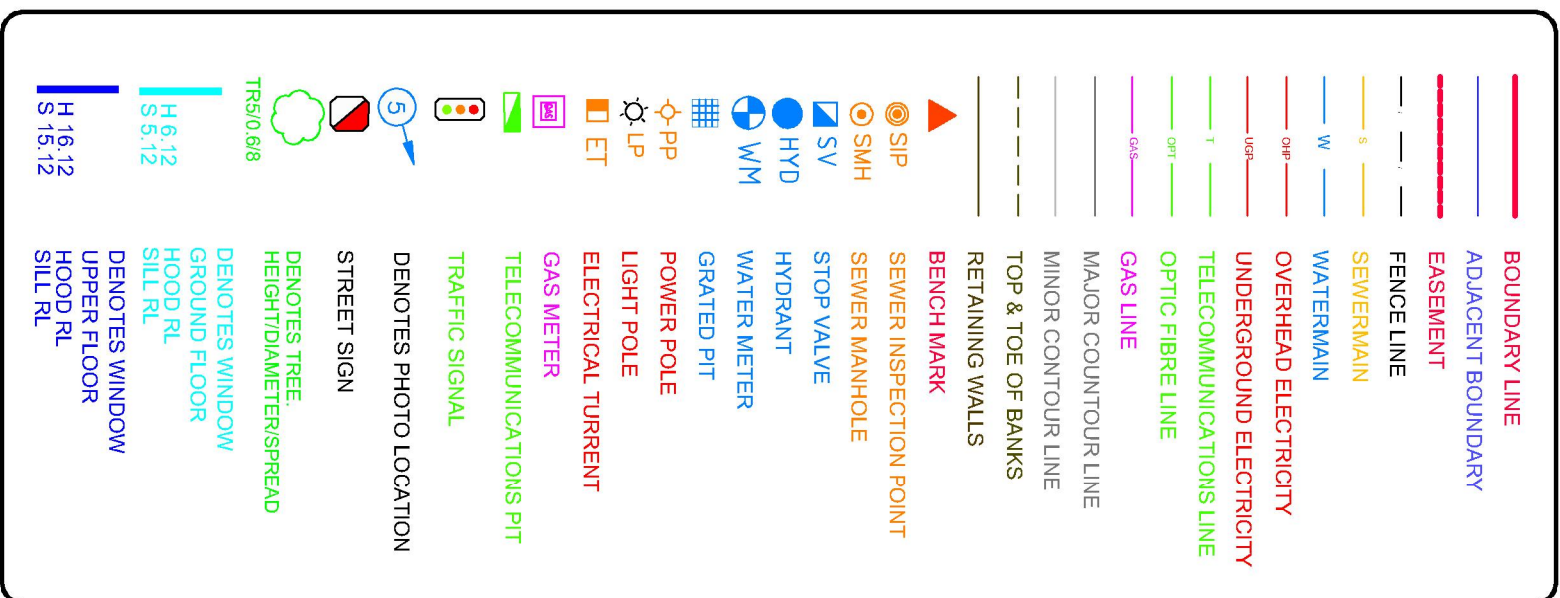 BOUNDARY LINE
ADJACENT BOUNDARY
EASEMENT
FENCE LINE
S SEWERMAIN
W WATERMAIN
OHP OVERHEAD ELECTRICITY
UGP UNDERGROUND ELECTRICITY
T TELECOMMUNICATIONS LINE
OPT OPTIC FIBRE LINE
GAS GAS LINE
MAJOR COUNTOUR LINE
MINOR CONTOUR LINE
TOP & TOE OF BANKS
RETAINING WALLS
BENCH MARK
SIP SEWER INSPECTION POINT
SMH SEWER MANHOLE
SV STOP VALVE
HYD HYDRANT
WM WATER METER
GRATED PIT
PP POWER POLE
LP LIGHT POLE
ET ELECTRICAL TURRENT
GAS GAS METER
TELECOMMUNICATIONS PIT
TRAFFIC SIGNAL
5 DENOTES PHOTO LOCATION
STREET SIGN
DENOTES TREE.
TR5/0.6/8 HEIGHT/DIAMETER/SPREAD
DENOTES WINDOW
GROUND FLOOR
H 6.12 HOOD RL
S 5.12 SILL RL
DENOTES WINDOW
UPPER FLOOR
H 16.12 HOOD RL
S 15.12 SILL RL